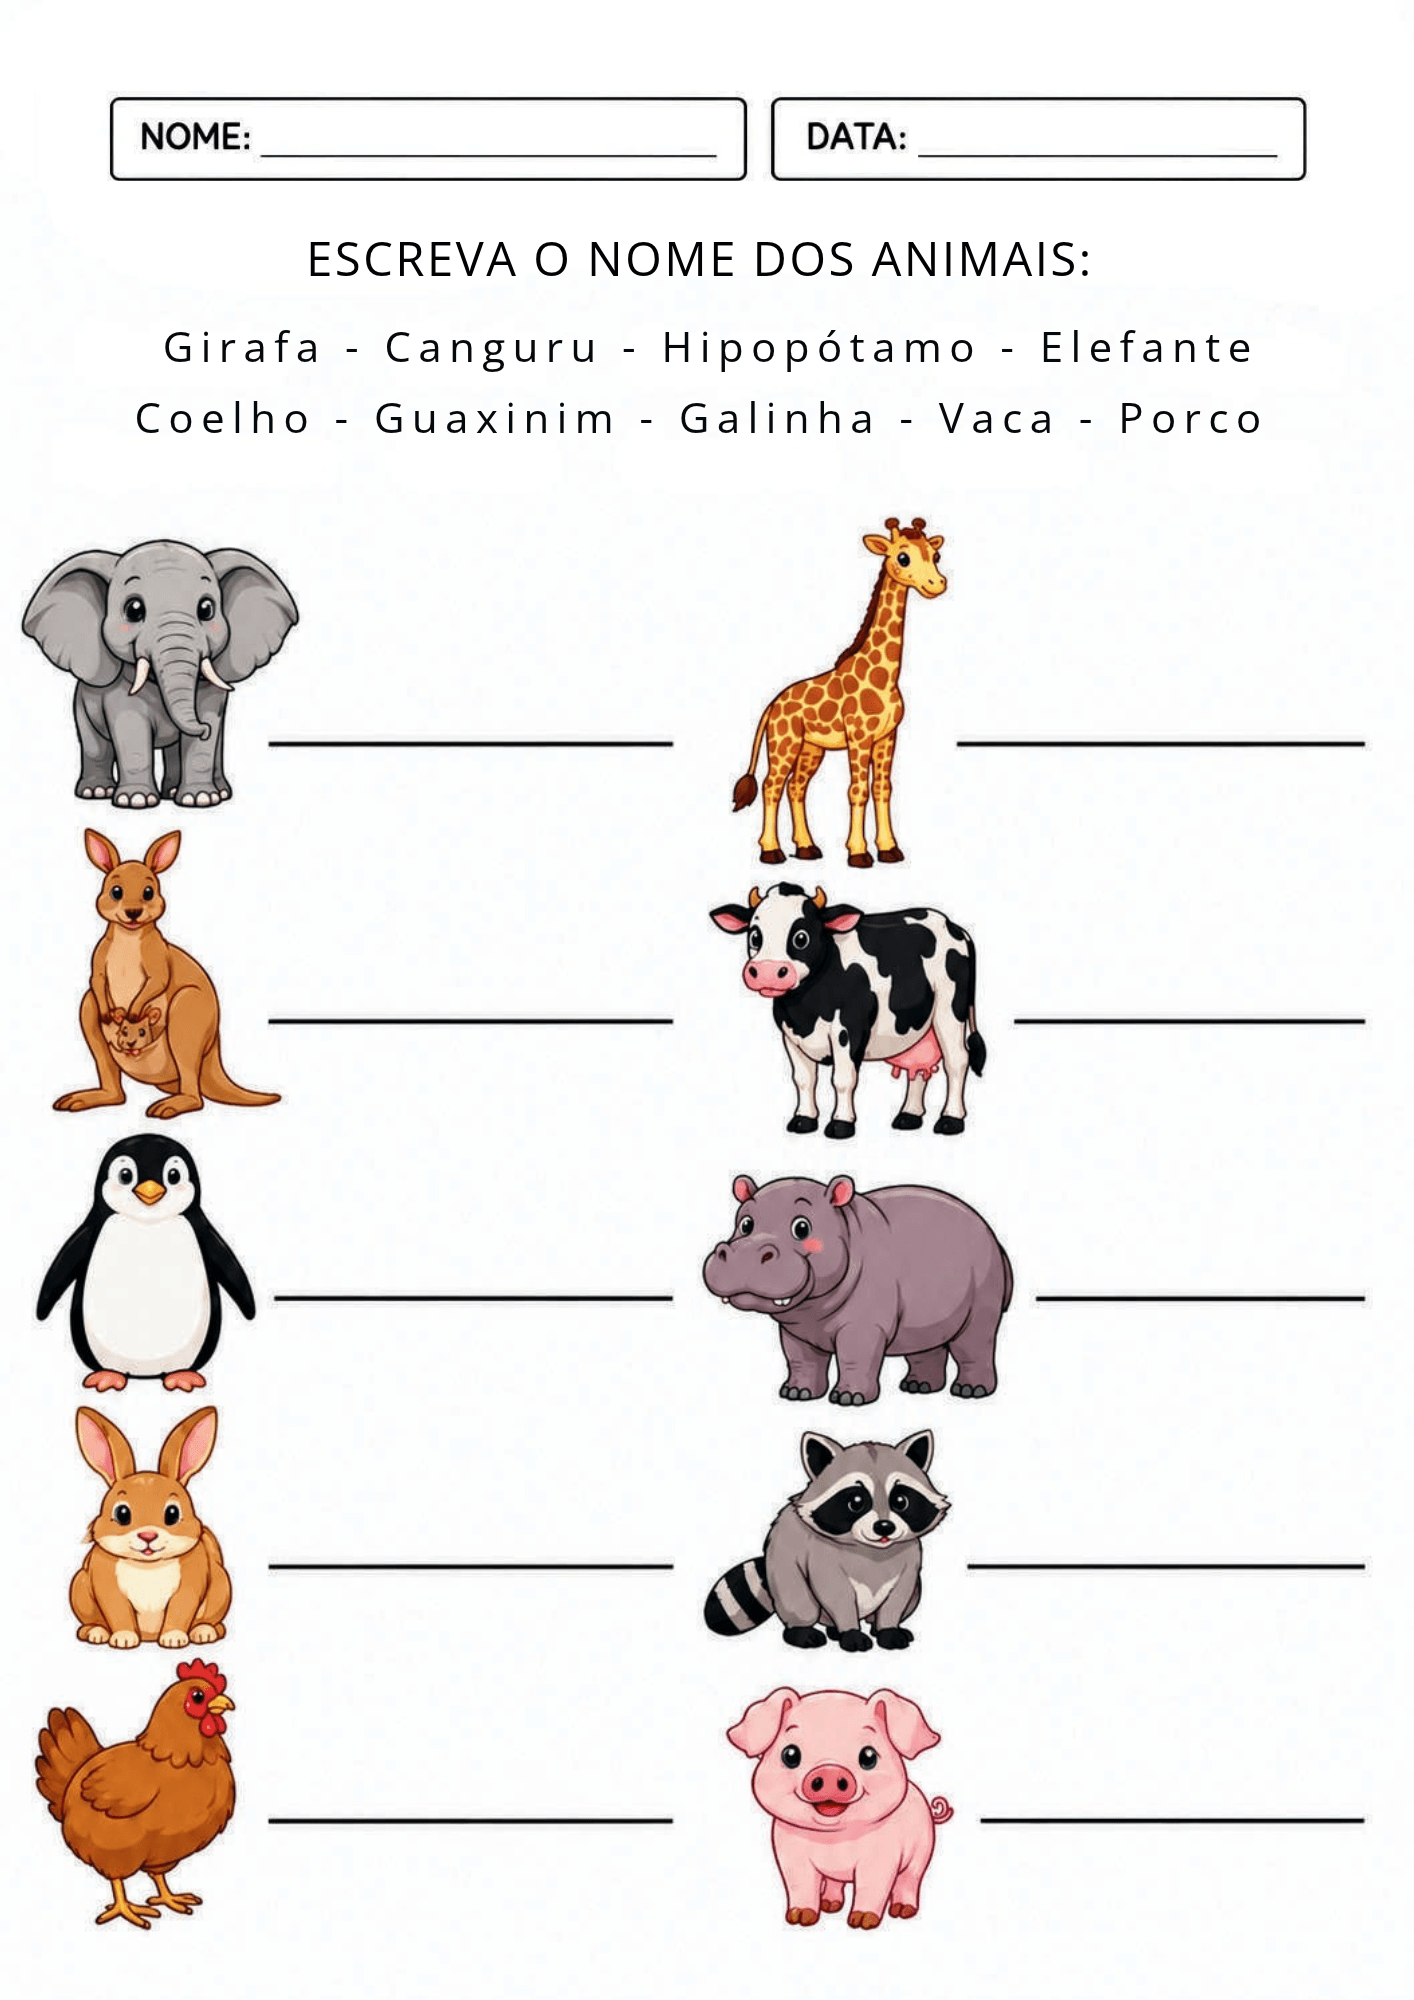 NOME: DATA:
ESCREVA O NOME DOS ANIMAIS:
Girafa - Canguru - Hipopótamo - Elefante
Coelho - Guaxinim - Galinha - Vaca - Porco